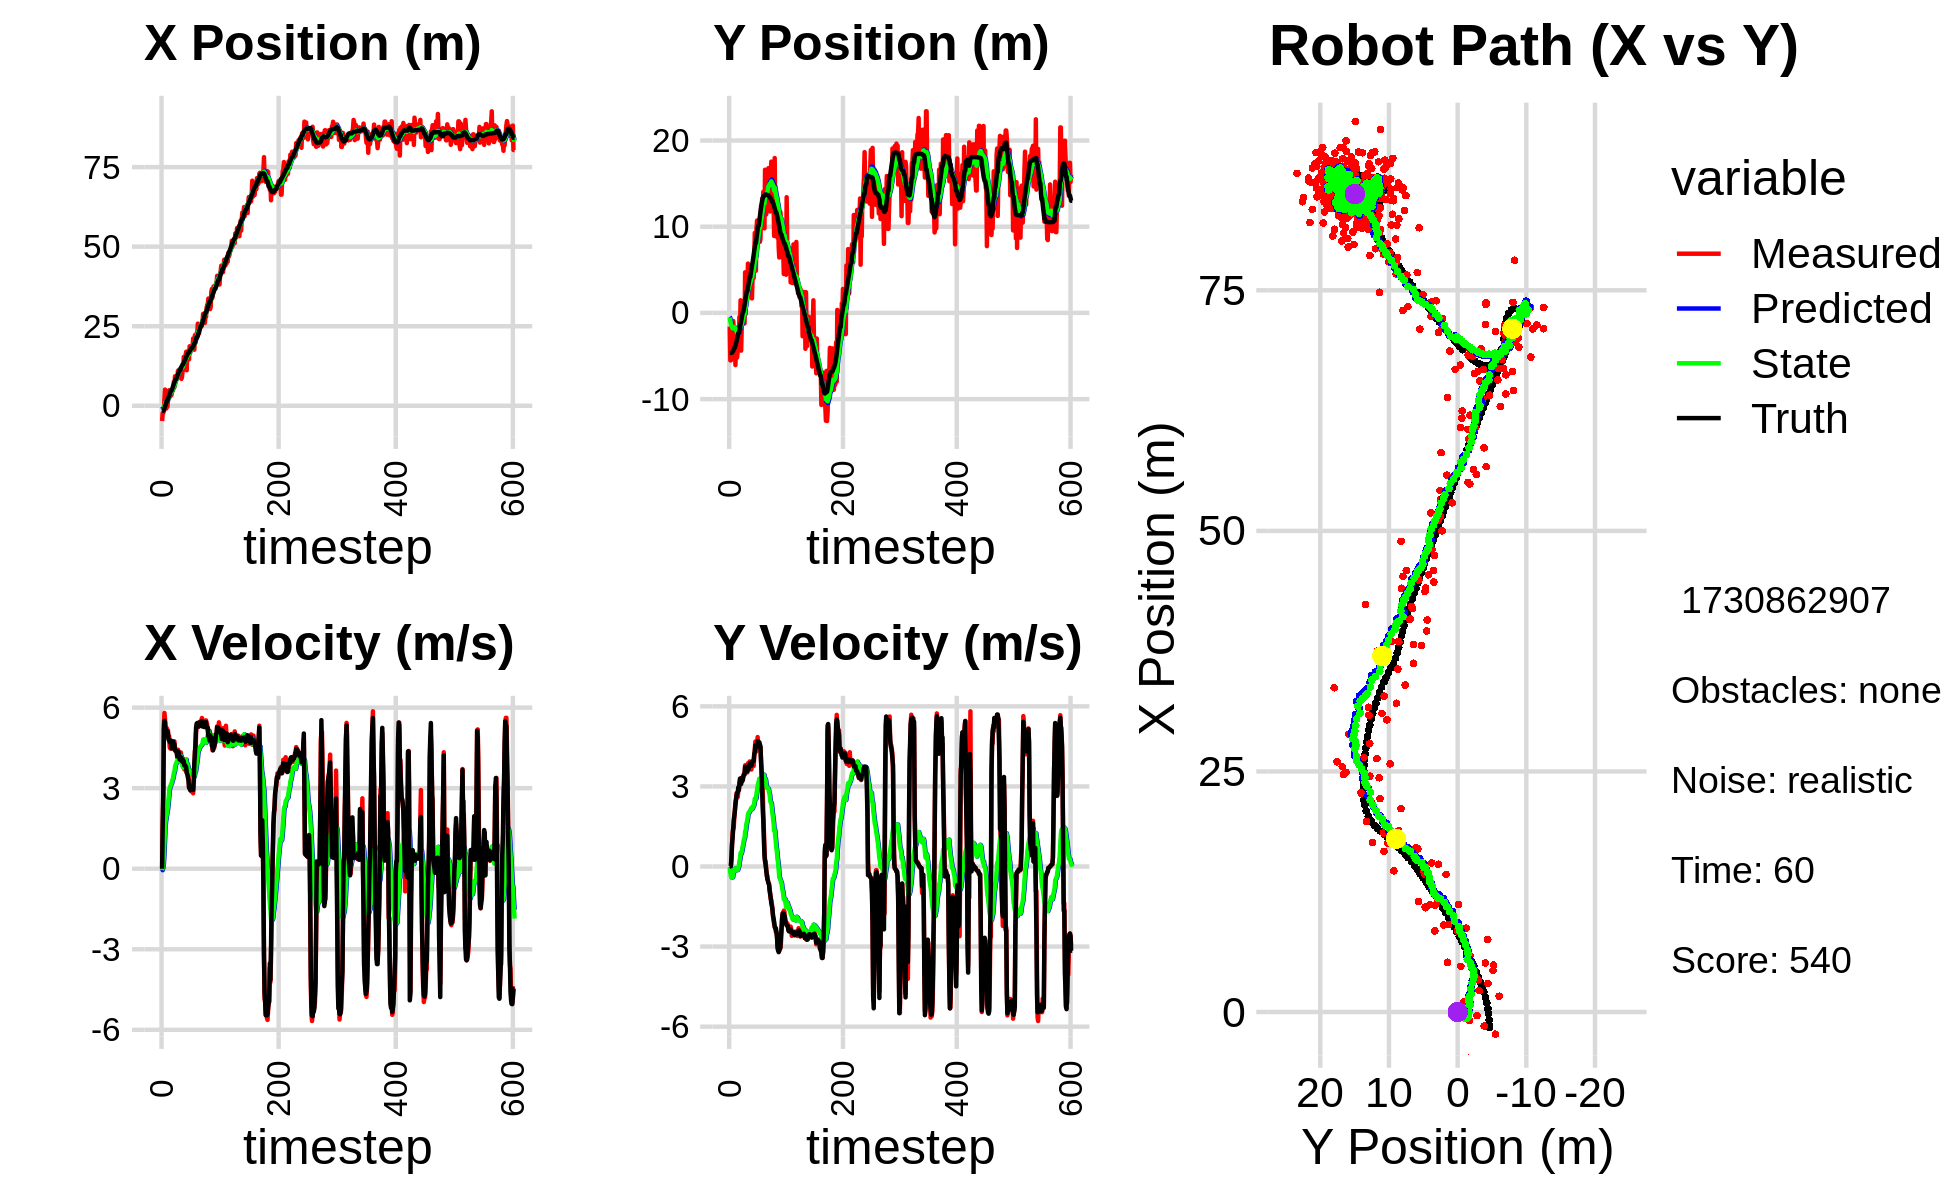 X Position (m)
75
50
25
0
0
200
400
600
timestep
Y Position (m)
20
10
0
-10
0
200
400
600
timestep
X Velocity (m/s)
6
3
0
-3
-6
0
200
400
600
timestep
Y Velocity (m/s)
6
3
0
-3
-6
0
200
400
600
timestep
Robot Path (X vs Y)
X Position (m)
75
50
25
0
20 10 0 -10 -20
Y Position (m)
variable
Measured
Predicted
State
Truth
1730862907
Obstacles: none
Noise: realistic
Time: 60
Score: 540